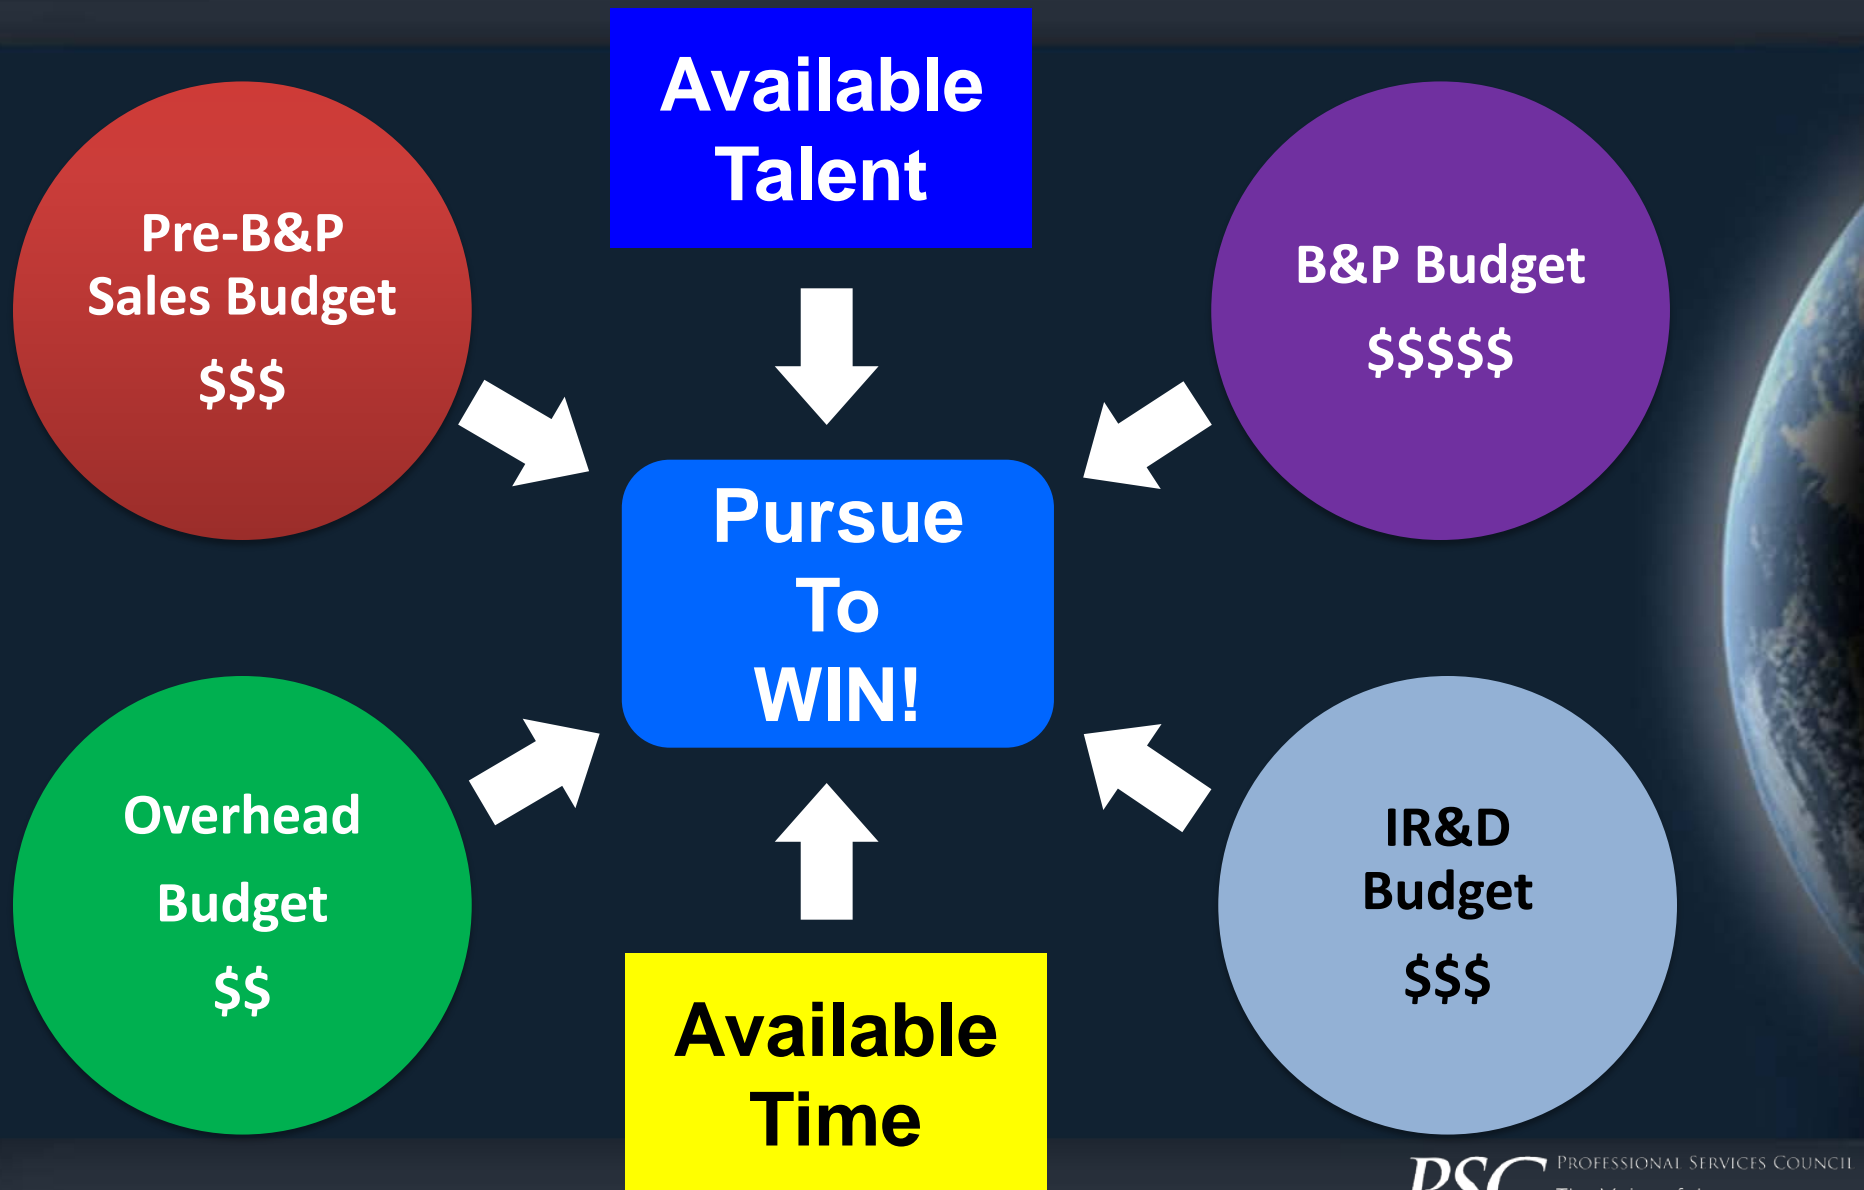 Available
Talent
Pre-B&P
Sales Budget
$$$
B&P Budget
$$$$$
Pursue
To
WIN!
Overhead
Budget
$$
IR&D
Budget
$$$
Available
Time
PSC PROFESSIONAL SERVICES COUNCIL